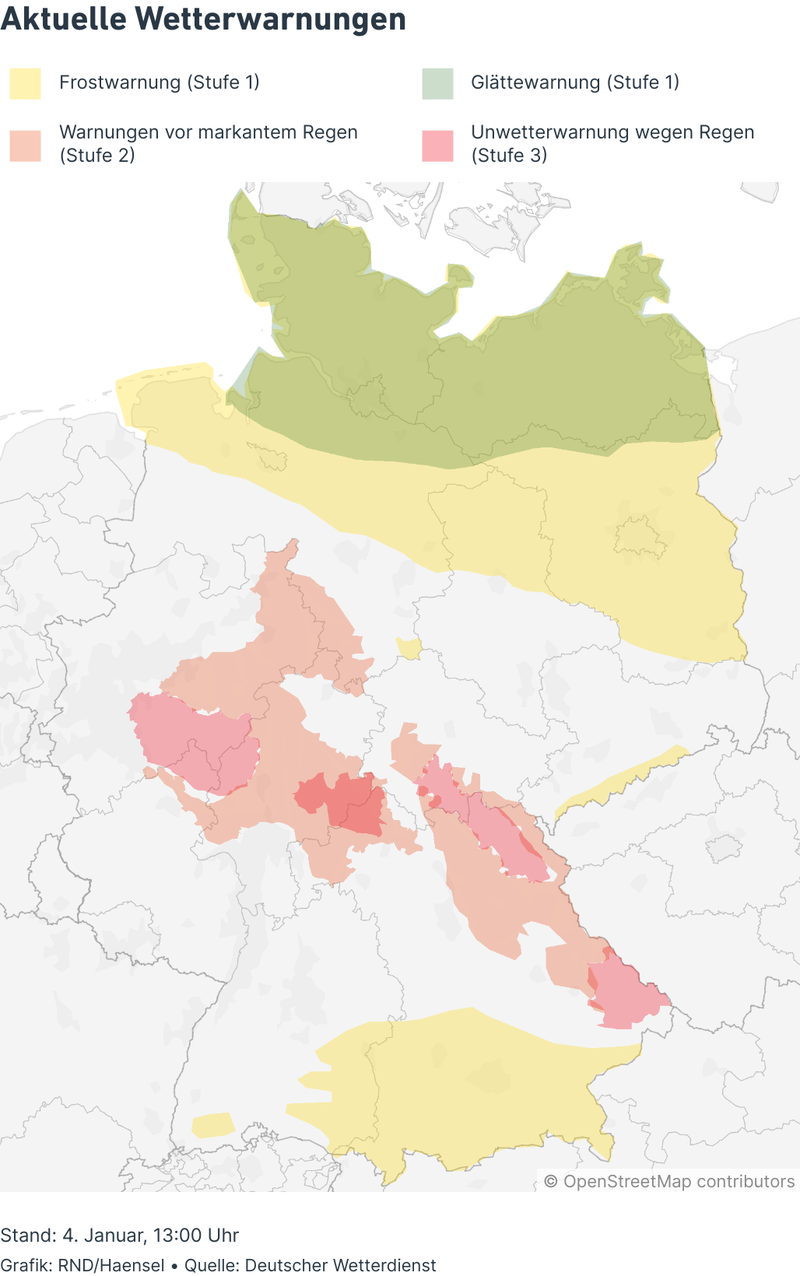 Aktuelle Wetterwarnungen
Frostwarnung (Stufe 1)
Glättewarnung (Stufe 1)
Warnungen vor markantem Regen
(Stufe 2)
Unwetterwarnung wegen Regen
(Stufe 3)
© OpenStreetMap contributors
Stand: 4. Januar, 13:00 Uhr
Grafik: RND/Haensel • Quelle: Deutscher Wetterdienst